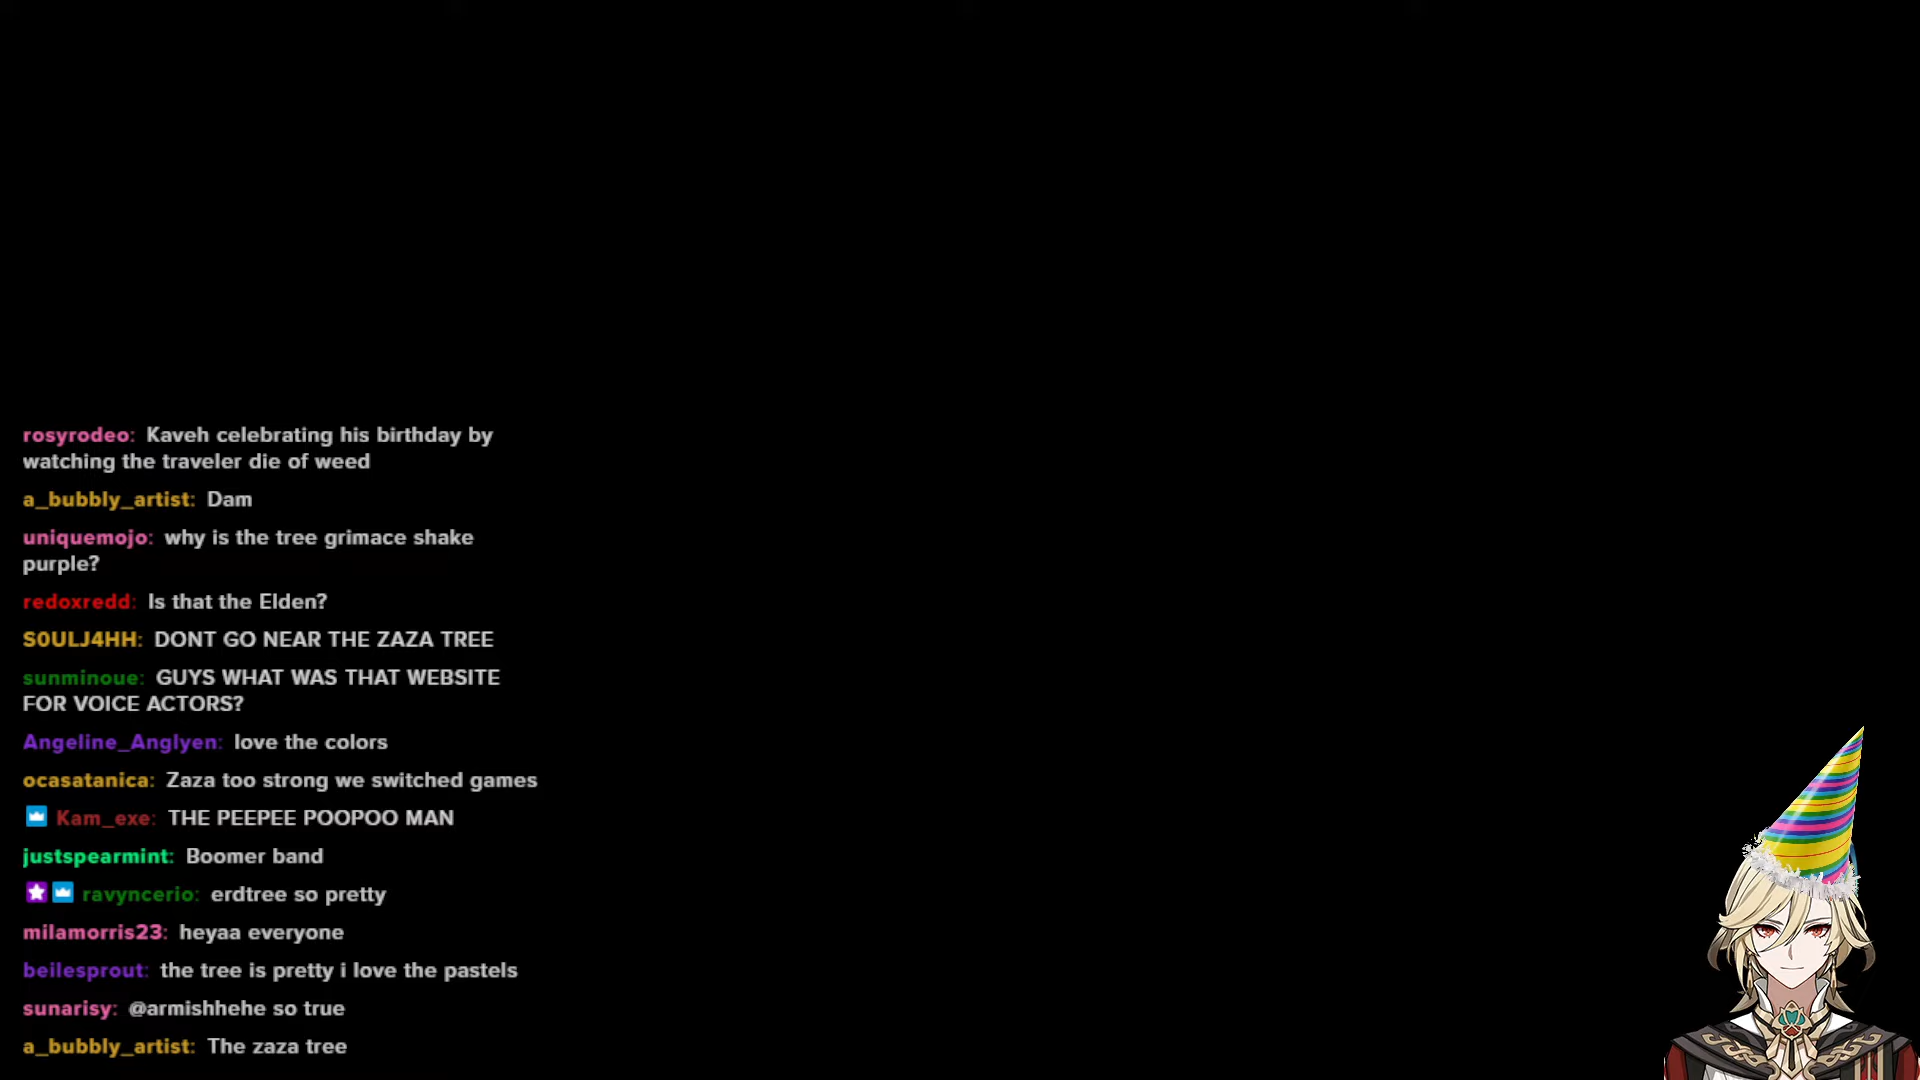 rosyrodeo: Kaveh celebrating his birthday by
watching the traveler die of weed
a_bubbly_artist: Dam
uniquemojo: why is the tree grimace shake
purple?
redoxredd: Is that the Elden?
S0ULJ4HH: DONT GO NEAR THE ZAZA TREE
sunminoue: GUYS WHAT WAS THAT WEBSITE
FOR VOICE ACTORS?
Angeline_Anglyen: love the colors
ocasatanica: Zaza too strong we switched games
Kam_exe: THE PEEPEE POOPOO MAN
justspearmint: Boomer band
ravyncerio: erdtree so pretty
milamorris23: heyaa everyone
beilesprout: the tree is pretty i love the pastels
sunarisy: @armishhehe so true
a_bubbly_artist: The zaza tree